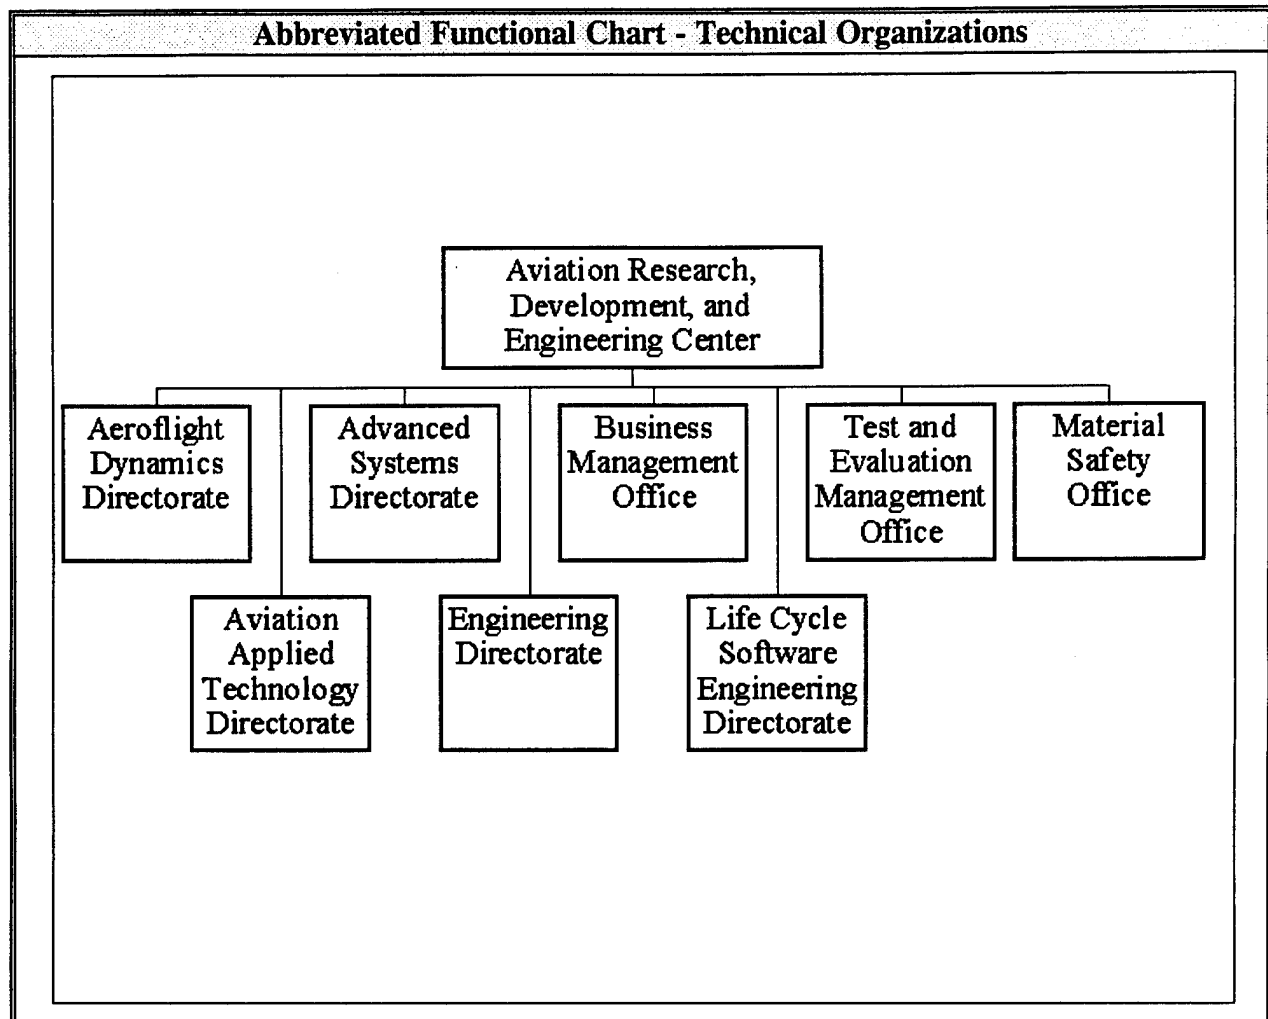 Abbreviated Functional Chart - Technical Organizations
Aviation Research,
Development, and
Engineering Center
Aeroflight
Dynamics
Directorate
Advanced
Systems
Directorate
Business
Management
Office
Test and
Evaluation
Management
Office
Material
Safety
Office
Aviation
Applied
Technology
Directorate
Engineering
Directorate
Life Cycle
Software
Engineering
Directorate